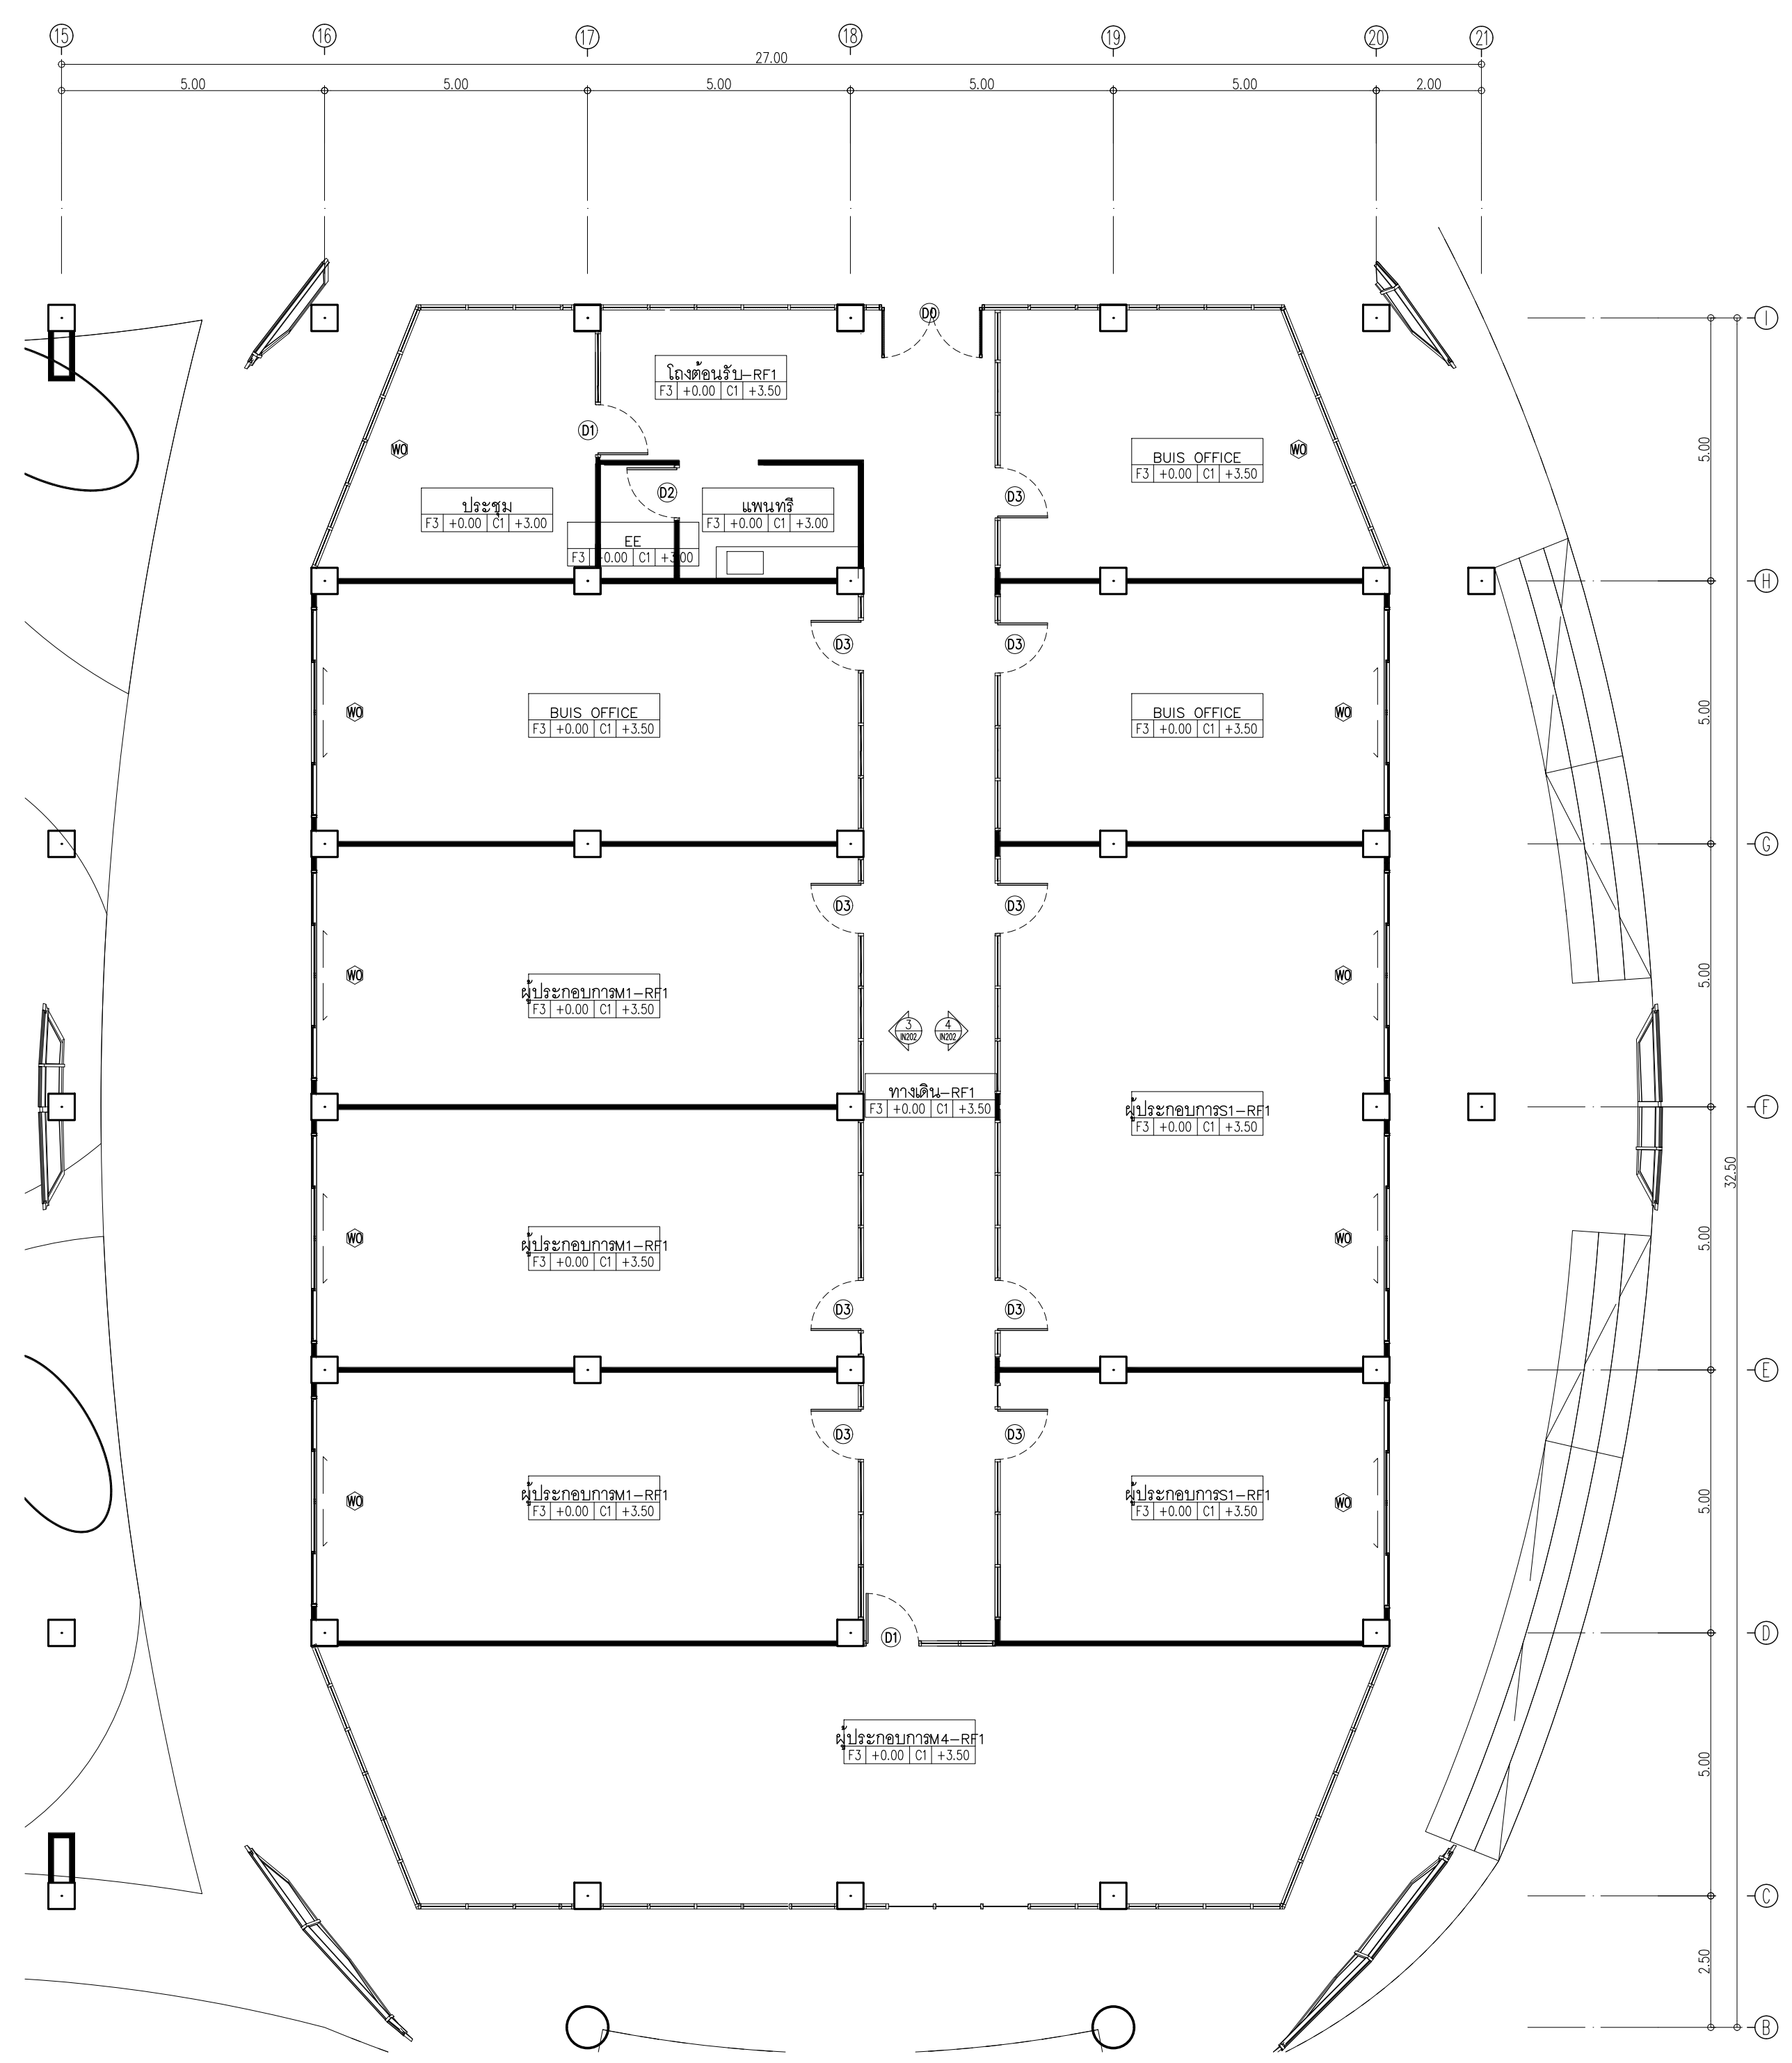 15 16 17 18 19 20 21
27.00
5.00 5.00 5.00 5.00 5.00 2.00
D0
I
โถงต้อนรับ-RF1
F3 +0.00 C1 +3.50
D1
WO
BUIS OFFICE
F3 +0.00 C1 +3.50
WO
5.00
D2
D3
ประชุม
F3 +0.00 C1 +3.00
แพนทรี
F3 +0.00 C1 +3.00
EE
F3 +0.00 C1 +3.00
H
D3 D3
BUIS OFFICE
F3 +0.00 C1 +3.50
WO
BUIS OFFICE
F3 +0.00 C1 +3.50
WO
5.00
G
D3 D3
ผู้ประกอบการM1-RF1
F3 +0.00 C1 +3.50
WO
WO
5.00
3
IN202
4
IN202
ทางเดิน-RF1
F3 +0.00 C1 +3.50
ผู้ประกอบการS1-RF1
F3 +0.00 C1 +3.50
F
32.50
ผู้ประกอบการM1-RF1
F3 +0.00 C1 +3.50
WO
WO
5.00
D3 D3
E
D3 D3
ผู้ประกอบการM1-RF1
F3 +0.00 C1 +3.50
WO
ผู้ประกอบการS1-RF1
F3 +0.00 C1 +3.50
WO
5.00
D1
D
ผู้ประกอบการM4-RF1
F3 +0.00 C1 +3.50
5.00
C
2.50
B